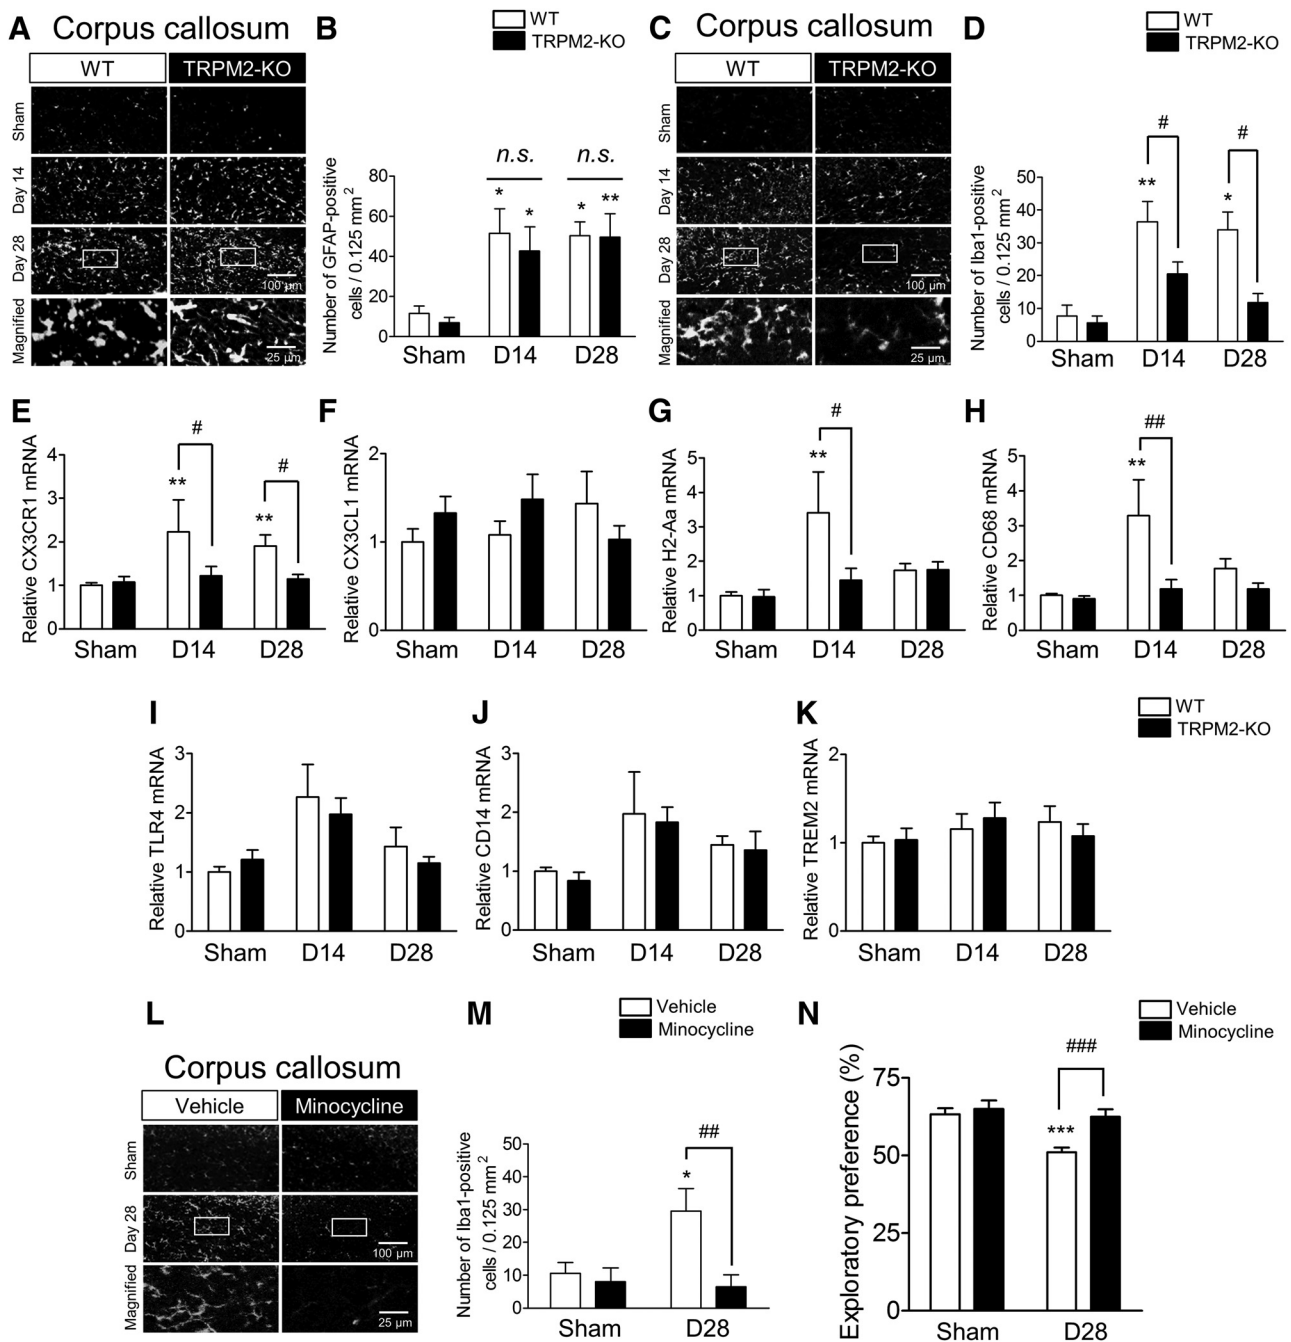 A Corpus callosum
WT TRPM2-KO
Sham
Day 14
Day 28
Magnified
100 µm
25 µm
B
WT
TRPM2-KO
Number of GFAP-positive
cells / 0.125 mm2
80
60
40
20
0
n.s. n.s.
* * * **
Sham D14 D28
C Corpus callosum
WT TRPM2-KO
Sham
Day 14
Day 28
Magnified
100 µm
25 µm
D
WT
TRPM2-KO
Number of Iba1-positive
cells / 0.125 mm2
50
40
30
20
10
0
# #
** *
Sham D14 D28
E
Relative CX3CR1 mRNA
4
3
2
1
0
# #
** **
Sham D14 D28
F
Relative CX3CL1 mRNA
2
1
0
Sham D14 D28
G
Relative H2-Aa mRNA
5
4
3
2
1
0
#
**
Sham D14 D28
H
Relative CD68 mRNA
5
4
3
2
1
0
##
**
Sham D14 D28
I
Relative TLR4 mRNA
3
2
1
0
Sham D14 D28
J
Relative CD14 mRNA
3
2
1
0
Sham D14 D28
K
WT
TRPM2-KO
Relative TREM2 mRNA
2
1
0
Sham D14 D28
L
Corpus callosum
Vehicle Minocycline
Sham
Day 28
Magnified
100 µm
25 µm
M
Vehicle
Minocycline
Number of Iba1-positive
cells / 0.125 mm2
50
40
30
20
10
0
##
*
Sham D28
N
Vehicle
Minocycline
Exploratory preference (%)
75
50
25
0
###
***
Sham D28